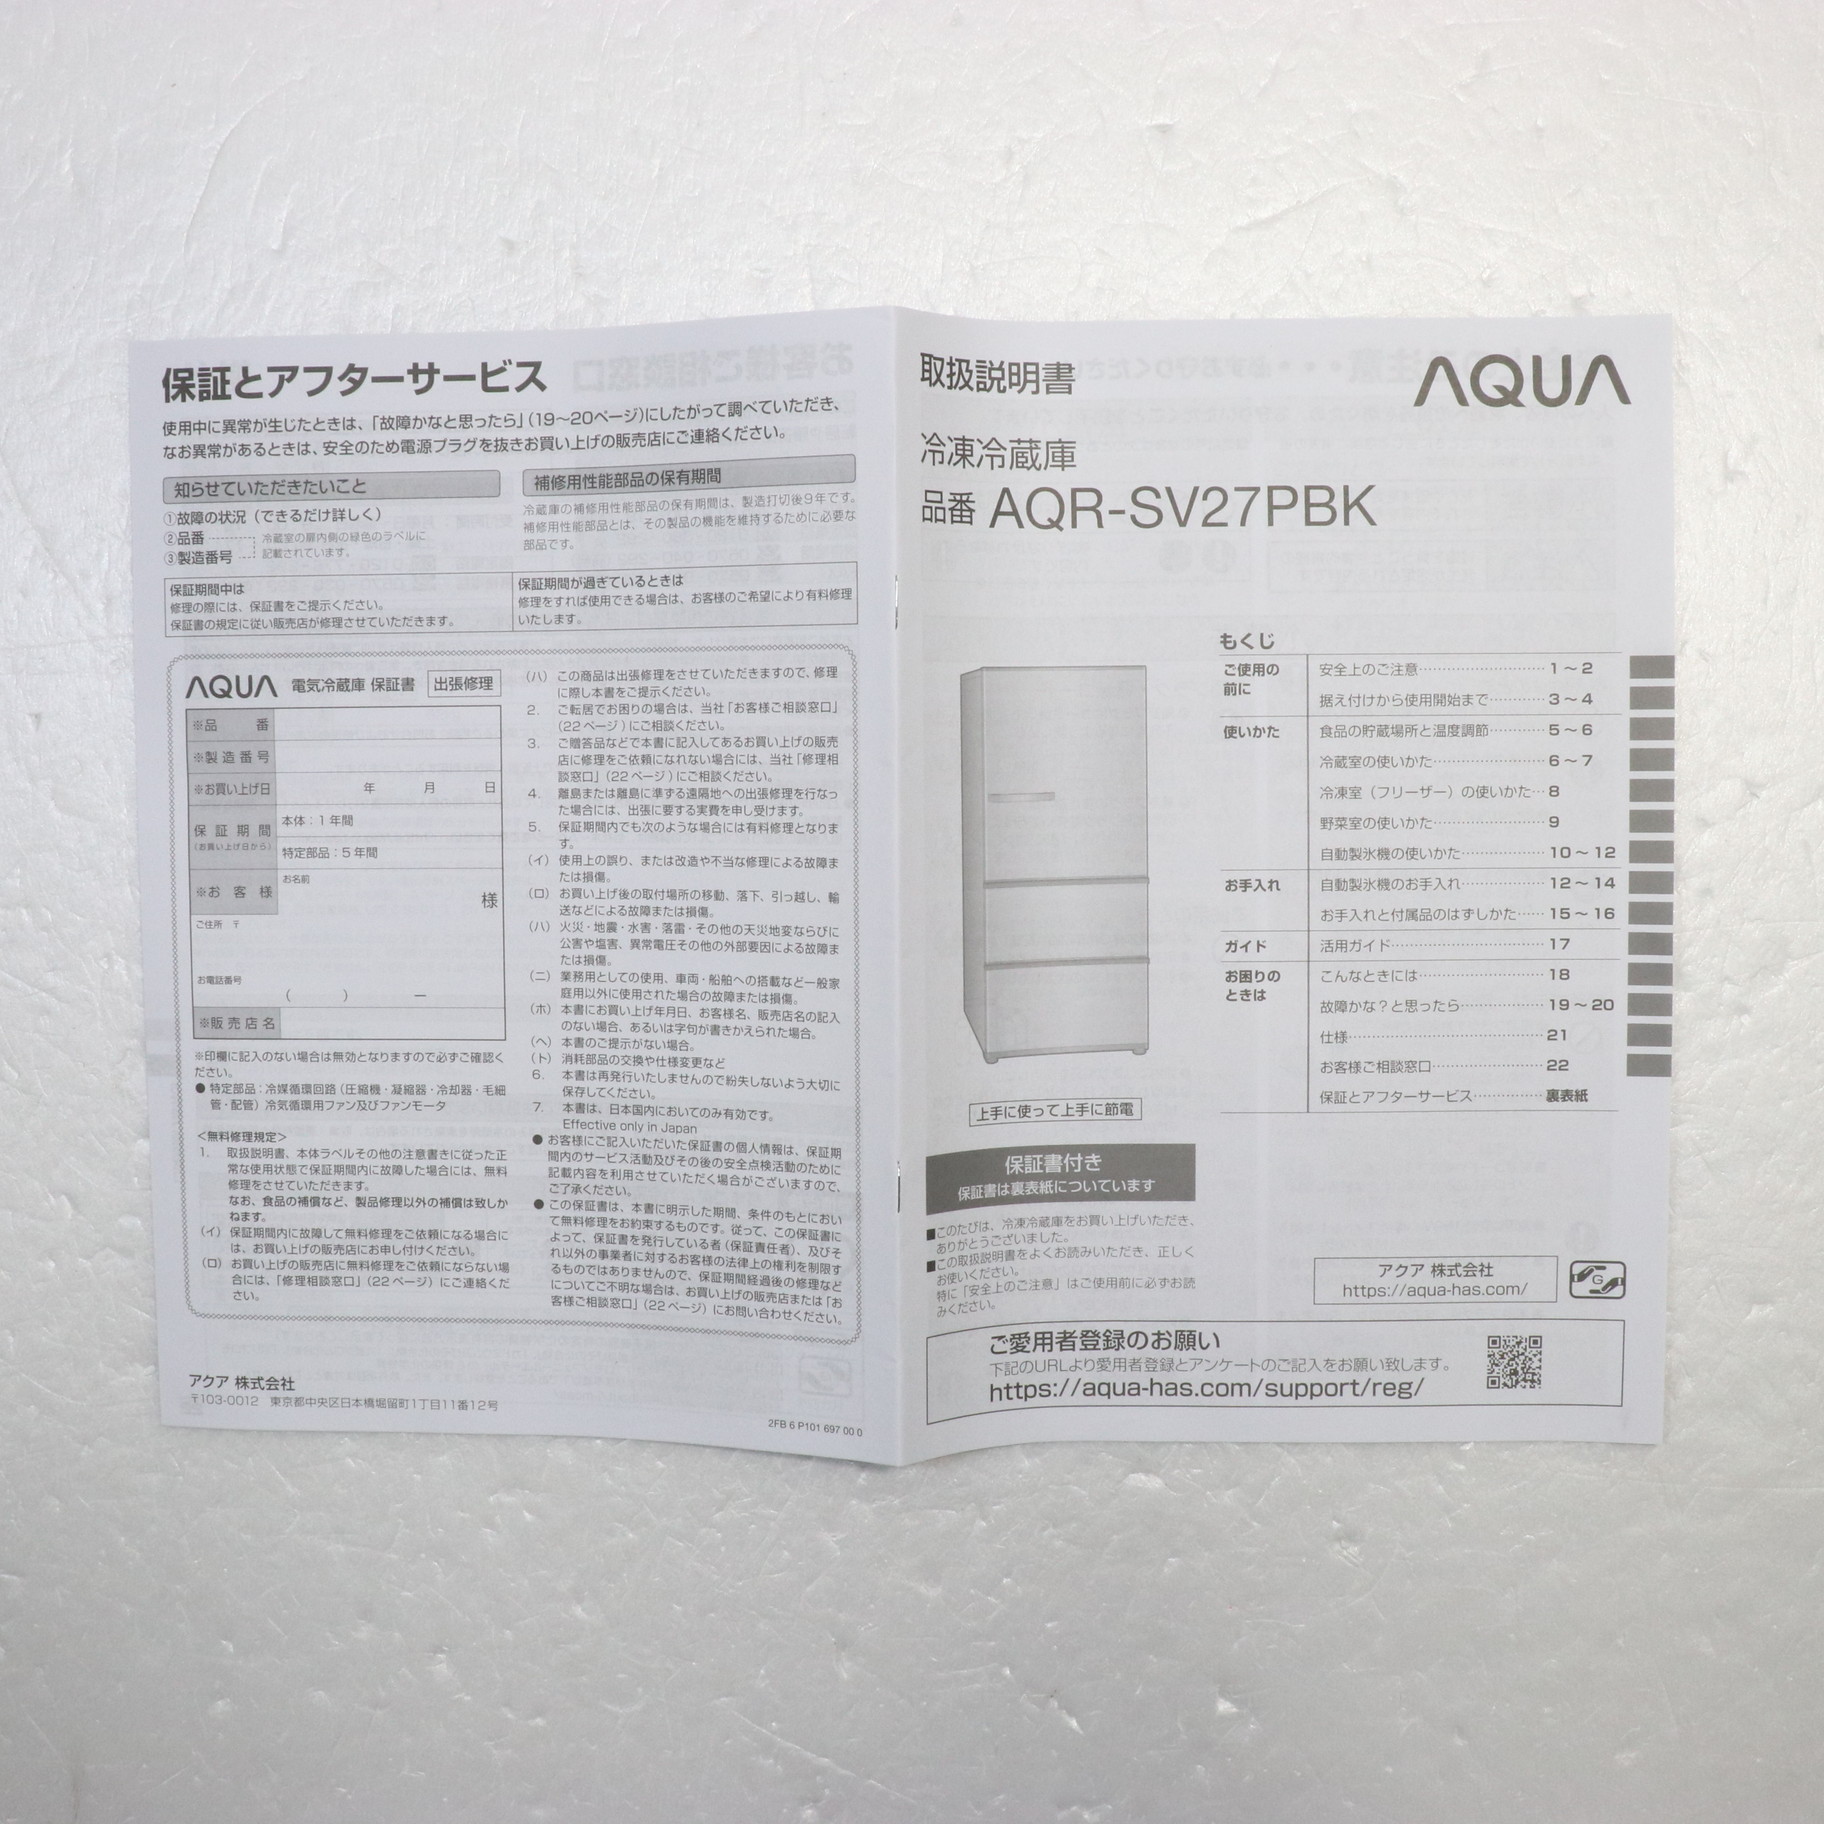 保証とアフターサービス
使用中に異常が生じたときは、「故障かなと思ったら」(19～20ページ)にしたがって調べていただき、
なお異常があるときは、安全のため電源プラグを抜きお買い上げの販売店にご連絡ください。
知らせていただきたいこと
①故障の状況（できるだけ詳しく）
②品番
③製造番号
冷蔵室の扉内側の緑色のラベルに
記載されています。
補修用性能部品の保有期間
冷蔵庫の補修用性能部品の保有期間は、製造打切後9年です。
補修用性能部品とは、その製品の機能を維持するために必要な
部品です。
保証期間中は
修理の際には、保証書をご提示ください。
保証書の規定に従い販売店が修理させていただきます。
保証期間が過ぎているときは
修理をすれば使用できる場合は、お客様のご希望により有料修理
いたします。
AQUA 電気冷蔵庫 保証書 出張修理
※品番
※製造番号
※お買い上げ日 年 月 日
保証期間
(お買い上げ日から)
本体：1年間
特定部品：5年間
※お客様
お名前
様
ご住所 〒
お電話番号
( ) ー
※販売店名
※印欄に記入のない場合は無効となりますので必ずご確認く
ださい。
● 特定部品：冷媒循環回路（圧縮機・凝縮器・冷却器・毛細
管・配管）冷気循環用ファン及びファンモータ
＜無料修理規定＞
1. 取扱説明書、本体ラベルその他の注意書きに従った正
常な使用状態で保証期間内に故障した場合には、無料
修理をさせていただきます。
なお、食品の補償など、製品修理以外の補償は致しか
ねます。
（イ）保証期間内に故障して無料修理をご依頼になる場合に
は、お買い上げの販売店にお申し付けください。
（ロ）お買い上げの販売店に無料修理をご依頼にならない場
合には、「修理相談窓口」（22ページ）にご連絡くだ
さい。
（ハ）この商品は出張修理をさせていただきますので、修理
に際し本書をご提示ください。
2. ご転居でお困りの場合は、当社「お客様ご相談窓口」
（22ページ）にご相談ください。
3. ご贈答品などで本書に記入してあるお買い上げの販売
店に修理をご依頼になれない場合には、当社「修理相
談窓口」（22ページ）にご相談ください。
4. 離島または離島に準ずる遠隔地への出張修理を行なっ
た場合には、出張に要する実費を申し受けます。
5. 保証期間内でも次のような場合には有料修理となりま
す。
（イ）使用上の誤り、または改造や不当な修理による故障ま
たは損傷。
（ロ）お買い上げ後の取付場所の移動、落下、引っ越し、輸
送などによる故障または損傷。
（ハ）火災・地震・水害・落雷・その他の天災地変ならびに
公害や塩害、異常電圧その他の外部要因による故障ま
たは損傷。
（ニ）業務用としての使用、車両・船舶への搭載など一般家
庭用以外に使用された場合の故障または損傷。
（ホ）本書にお買い上げ年月日、お客様名、販売店名の記入
のない場合、あるいは字句が書きかえられた場合。
（ヘ）本書のご提示がない場合。
（ト）消耗部品の交換や仕様変更など
6. 本書は再発行いたしませんので紛失しないよう大切に
保存してください。
7. 本書は、日本国内においてのみ有効です。
Effective only in Japan
● お客様にご記入いただいた保証書の個人情報は、保証期
間内のサービス活動及びその後の安全点検活動のために
記載内容を利用させていただく場合がございますので、
ご了承ください。
● この保証書は、本書に明示した期間、条件のもとにおい
て無料修理をお約束するものです。従って、この保証書に
よって、保証書を発行している者（保証責任者）、及びそ
れ以外の事業者に対するお客様の法律上の権利を制限す
るものではありませんので、保証期間経過後の修理など
についてご不明な場合は、お買い上げの販売店または「お
客様ご相談窓口」（22ページ）にお問い合わせください。
アクア 株式会社
〒103-0012 東京都中央区日本橋堀留町1丁目11番12号
2FB 6 P101 697 00 0
取扱説明書
AQUA
冷凍冷蔵庫
品番 AQR-SV27PBK
もくじ
ご使用の
前に
安全上のご注意 1～2
据え付けから使用開始まで 3～4
使いかた
食品の貯蔵場所と温度調節 5～6
冷蔵室の使いかた 6～7
冷凍室（フリーザー）の使いかた 8
野菜室の使いかた 9
自動製氷機の使いかた 10～12
お手入れ
自動製氷機のお手入れ 12～14
お手入れと付属品のはずしかた 15～16
ガイド
活用ガイド 17
お困りの
ときは
こんなときには 18
故障かな？と思ったら 19～20
仕様 21
お客様ご相談窓口 22
保証とアフターサービス 裏表紙
上手に使って上手に節電
保証書付き
保証書は裏表紙についています
■このたびは、冷凍冷蔵庫をお買い上げいただき、
ありがとうございました。
■この取扱説明書をよくお読みいただき、正しく
お使いください。
特に「安全上のご注意」はご使用前に必ずお読
みください。
アクア 株式会社
https://aqua-has.com/
G
ご愛用者登録のお願い
下記のURLより愛用者登録とアンケートのご記入をお願い致します。
https://aqua-has.com/support/reg/